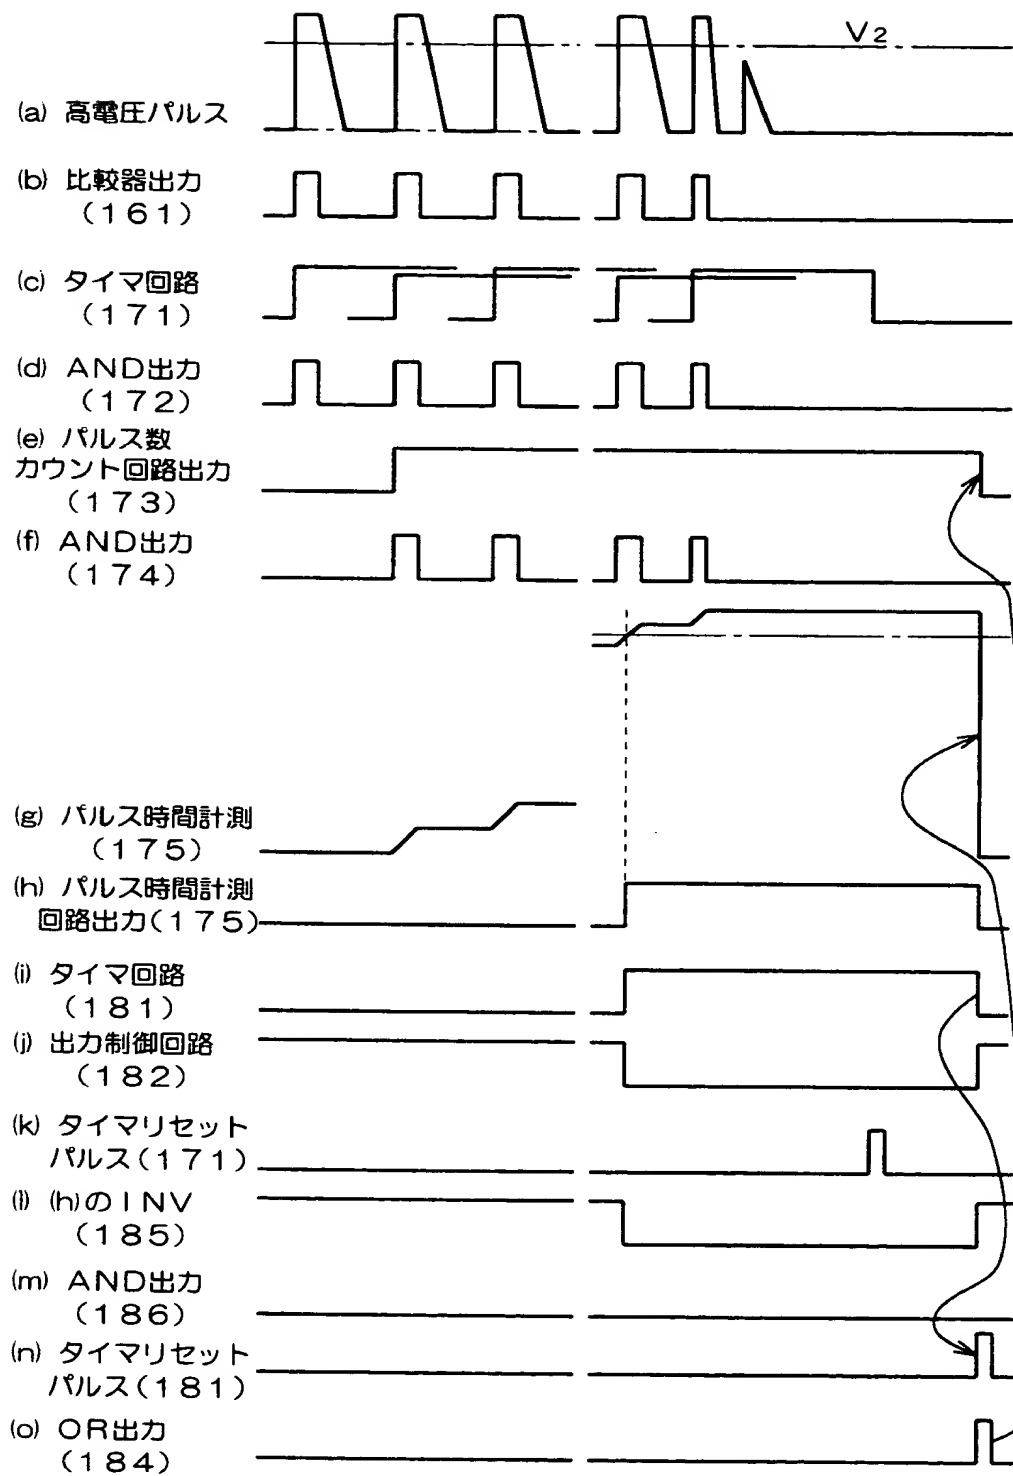 V2
(a) 高電圧パルス
(b) 比較器出力
(161)
(c) タイマ回路
(171)
(d) AND出力
(172)
(e) パルス数
カウント回路出力
(173)
(f) AND出力
(174)
(g) パルス時間計測
(175)
(h) パルス時間計測
回路出力(175)
(i) タイマ回路
(181)
(j) 出力制御回路
(182)
(k) タイマリセット
パルス(171)
(l) (h)のINV
(185)
(m) AND出力
(186)
(n) タイマリセット
パルス(181)
(o) OR出力
(184)